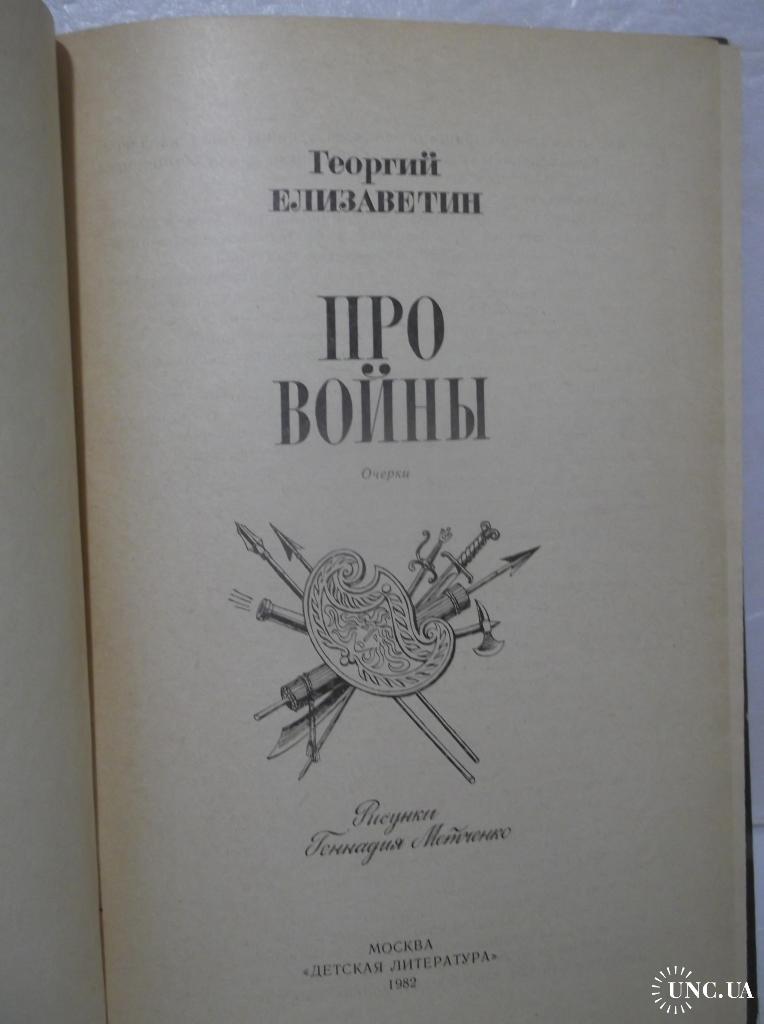 Георгий
ЕЛИЗАВЕТИН
ПРО
ВОЙНЫ
Очерки
Рисунки
Геннадия Метченко
МОСКВА
«ДЕТСКАЯ ЛИТЕРАТУРА»
1982
UNC.UA